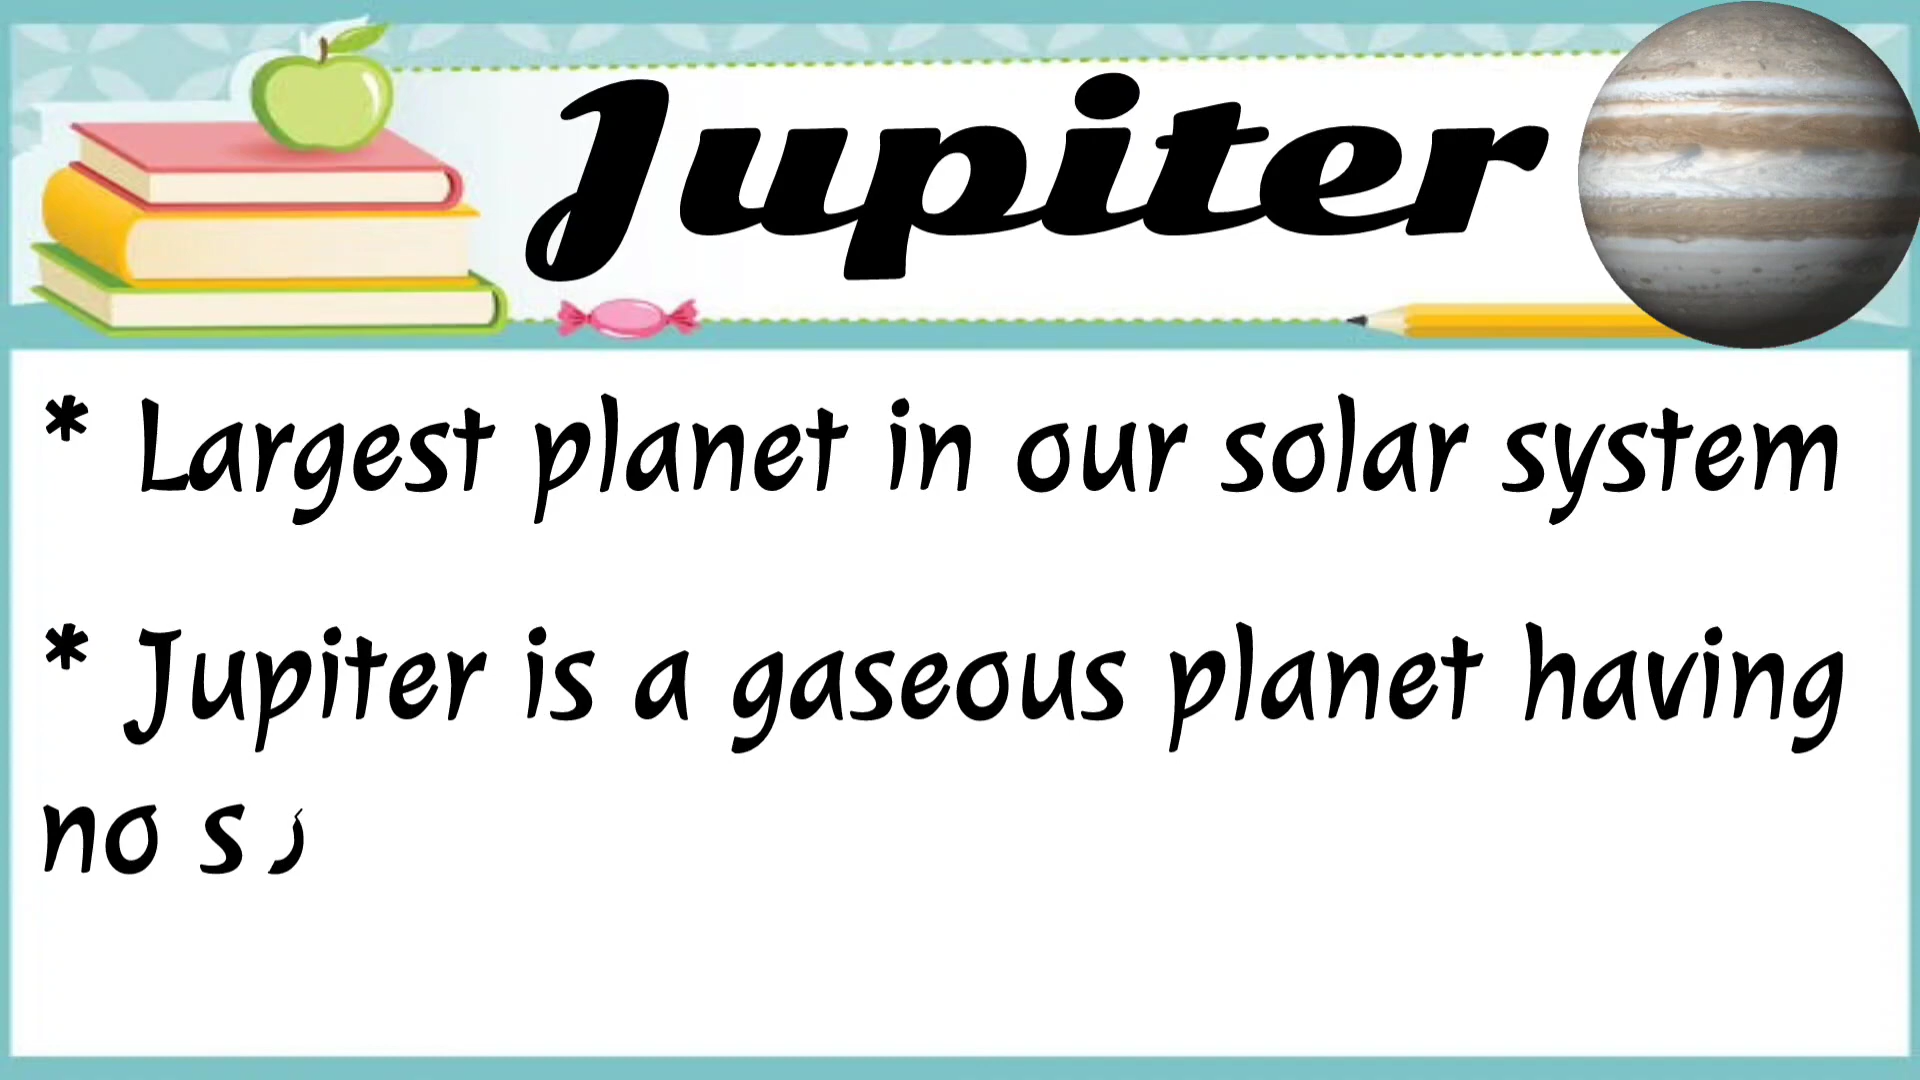 Jupiter
* Largest planet in our solar system
* Jupiter is a gaseous planet having
no s